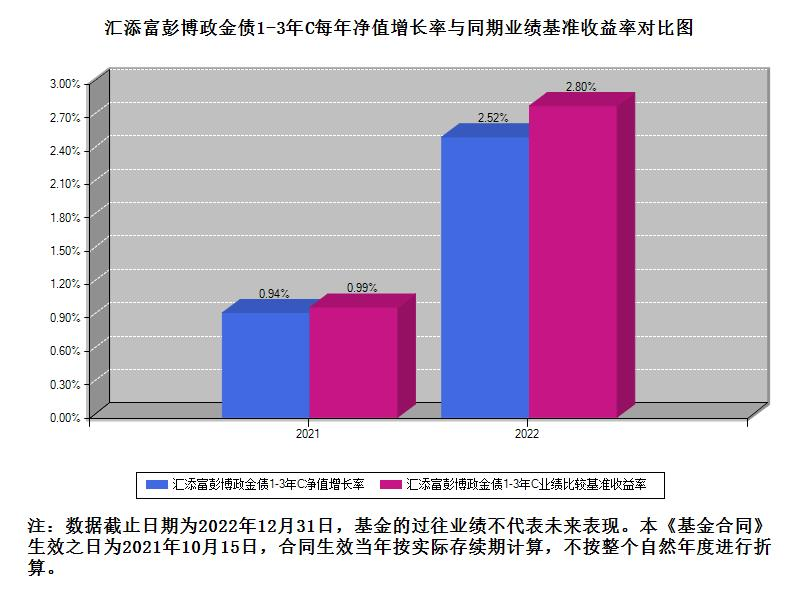 汇添富彭博政金债1-3年C每年净值增长率与同期业绩基准收益率对比图
3.00%
2.70%
2.40%
2.10%
1.80%
1.50%
1.20%
0.90%
0.60%
0.30%
0.00%
0.94%
0.99%
2.52%
2.80%
2021
2022
汇添富彭博政金债1-3年C净值增长率
汇添富彭博政金债1-3年C业绩比较基准收益率
注：数据截止日期为2022年12月31日，基金的过往业绩不代表未来表现。本《基金合同》
生效之日为2021年10月15日，合同生效当年按实际存续期计算，不按整个自然年度进行折
算。